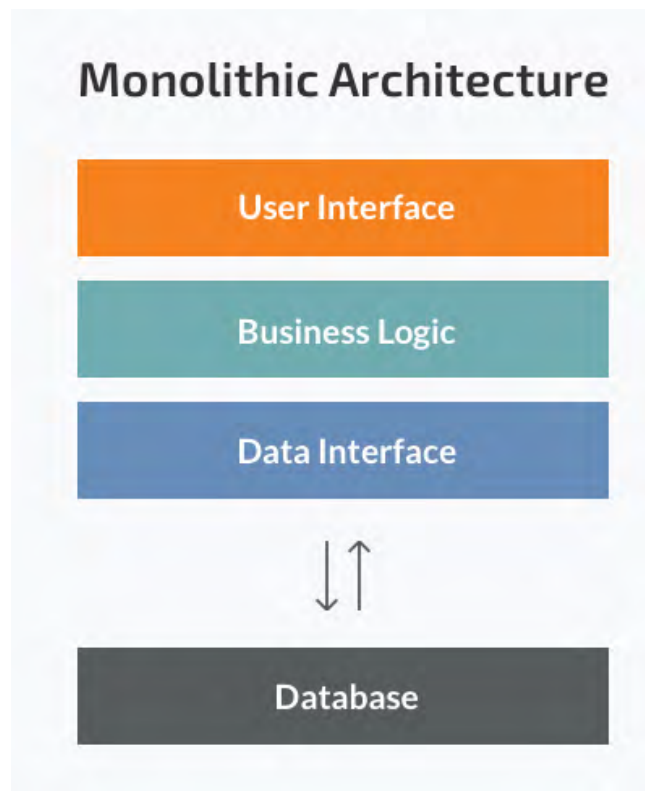 Monolithic Architecture
User Interface
Business Logic
Data Interface
Database